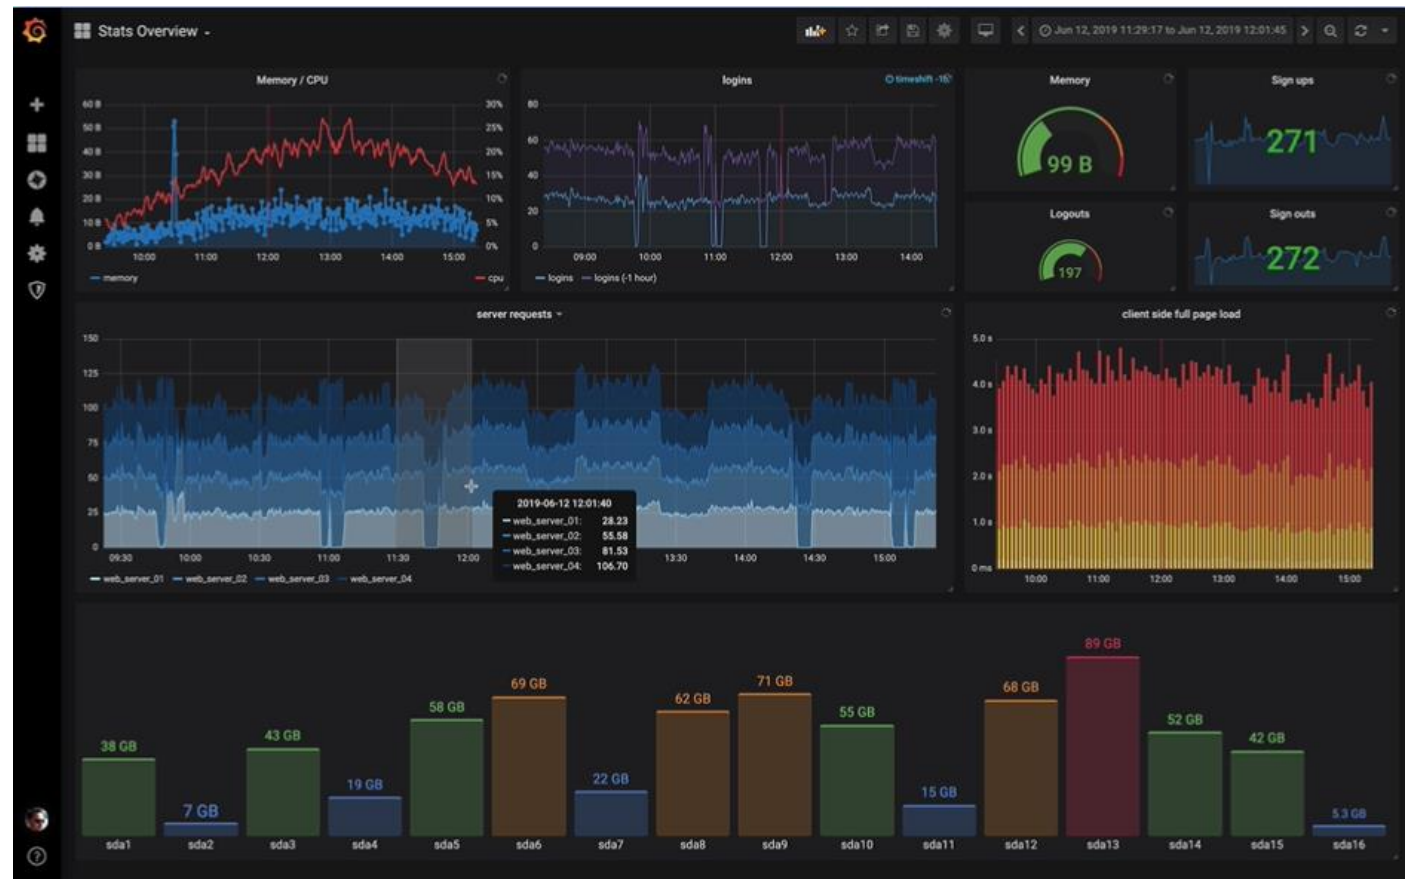 Stats Overview
Jun 12, 2019 11:29:17 to Jun 12, 2019 12:01:45
Memory / CPU
60 B
50 B
40 B
30 B
20 B
10 B
0 B
30%
25%
20%
15%
10%
5%
0%
10:00 11:00 12:00 13:00 14:00 15:00
memory cpu
logins
timeshift -1h
80
60
40
20
0
09:00 10:00 11:00 12:00 13:00 14:00
logins logins (-1 hour)
Memory
99 B
Sign ups
271
Logouts
197
Sign outs
272
server requests
150
125
100
75
50
25
0
09:30 10:00 10:30 11:00 11:30 12:00 13:30 14:00 14:30 15:00
2019-06-12 12:01:40
web_server_01: 28.23
web_server_02: 55.58
web_server_03: 81.53
web_server_04: 106.70
web_server_01 web_server_02 web_server_03 web_server_04
client side full page load
5.0 s
4.0 s
3.0 s
2.0 s
1.0 s
0 ms
10:00 11:00 12:00 13:00 14:00 15:00
38 GB 7 GB 43 GB 19 GB 58 GB 69 GB 22 GB 62 GB 71 GB 55 GB 15 GB 68 GB 89 GB 52 GB 42 GB 5.3 GB
sda1 sda2 sda3 sda4 sda5 sda6 sda7 sda8 sda9 sda10 sda11 sda12 sda13 sda14 sda15 sda16